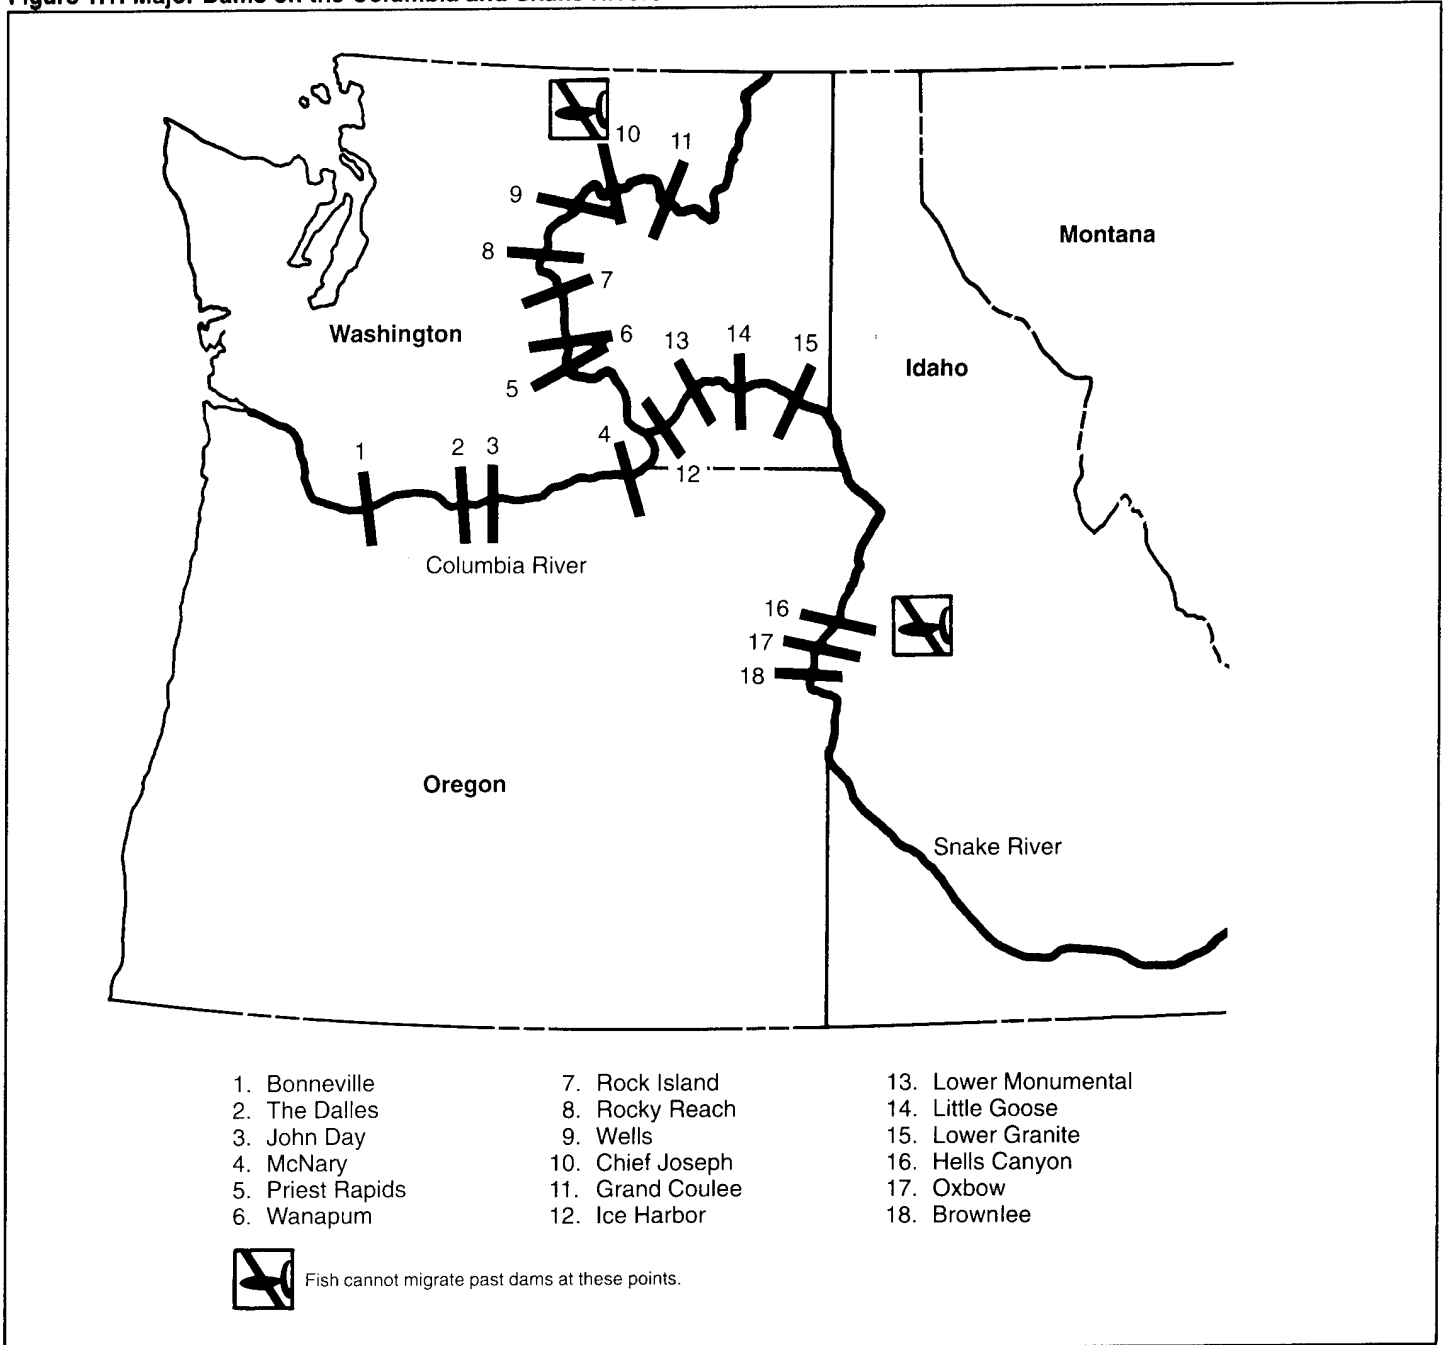 10
11
9
8
Montana
7
Washington
6
13
14
15
Idaho
5
4
1
2
3
12
Columbia River
16
17
18
Oregon
Snake River
1. Bonneville
2. The Dalles
3. John Day
4. McNary
5. Priest Rapids
6. Wanapum
7. Rock Island
8. Rocky Reach
9. Wells
10. Chief Joseph
11. Grand Coulee
12. Ice Harbor
13. Lower Monumental
14. Little Goose
15. Lower Granite
16. Hells Canyon
17. Oxbow
18. Brownlee
Fish cannot migrate past dams at these points.